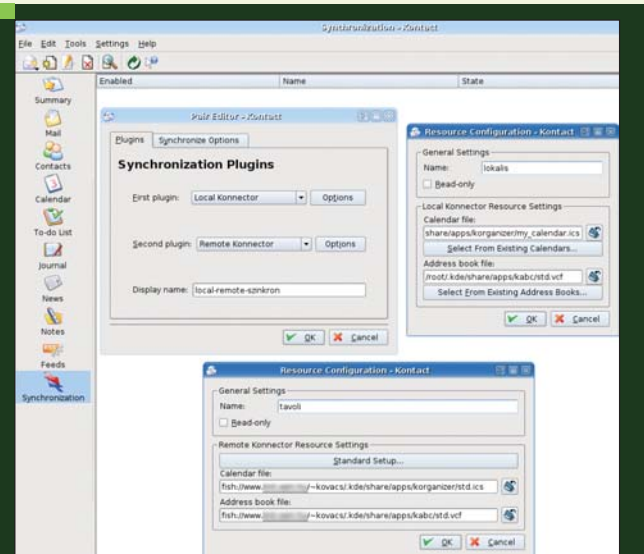 Synchronization - Kontact
File Edit Tools Settings Help
Enabled Name State
Summary
Mail
Contacts
Calendar
To-do List
Journal
News
Notes
Feeds
Synchronization
Pair Editor - Kontact
Plugins Synchronize Options
Synchronization Plugins
First plugin: Local Konnector Options
Second plugin: Remote Konnector Options
Display name: local-remote-szinkron
OK Cancel
Resource Configuration - Kontact
General Settings
Name: lokalis
Read-only
Local Konnector Resource Settings
Calendar file:
share/apps/korganizer/my_calendar.ics
Select From Existing Calendars...
Address book file:
/root/.kde/share/apps/kabc/std.vcf
Select From Existing Address Books...
OK Cancel
Resource Configuration - Kontact
General Settings
Name: tavoli
Read-only
Remote Konnector Resource Settings
Standard Setup...
Calendar file:
fish://www. /~kovacs/.kde/share/apps/korganizer/std.ics
Address book file:
fish://www. /~kovacs/.kde/share/apps/kabc/std.vcf
OK Cancel